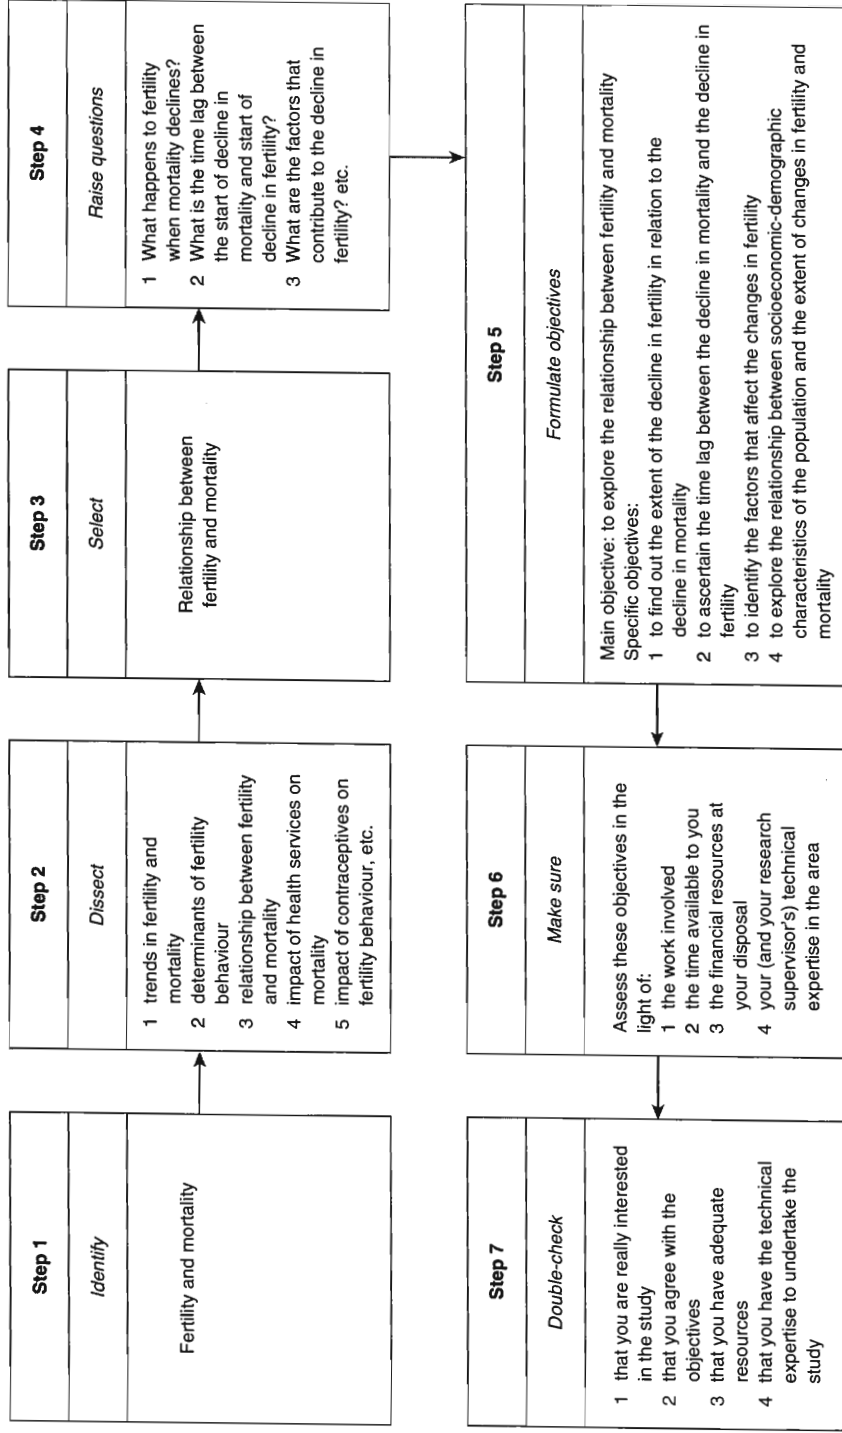 Step 1
Identify
Fertility and mortality
Step 2
Dissect
1 trends in fertility and
mortality
2 determinants of fertility
behaviour
3 relationship between fertility
and mortality
4 impact of health services on
mortality
5 impact of contraceptives on
fertility behaviour, etc.
Step 3
Select
Relationship between
fertility and mortality
Step 4
Raise questions
1 What happens to fertility
when mortality declines?
2 What is the time lag between
the start of decline in
mortality and start of
decline in fertility?
3 What are the factors that
contribute to the decline in
fertility? etc.
Step 5
Formulate objectives
Main objective: to explore the relationship between fertility and mortality
Specific objectives:
1 to find out the extent of the decline in fertility in relation to the
decline in mortality
2 to ascertain the time lag between the decline in mortality and the decline in
fertility
3 to identify the factors that affect the changes in fertility
4 to explore the relationship between socioeconomic-demographic
characteristics of the population and the extent of changes in fertility and
mortality
Step 6
Make sure
Assess these objectives in the
light of:
1 the work involved
2 the time available to you
3 the financial resources at
your disposal
4 your (and your research
supervisor's) technical
expertise in the area
Step 7
Double-check
1 that you are really interested
in the study
2 that you agree with the
objectives
3 that you have adequate
resources
4 that you have the technical
expertise to undertake the
study